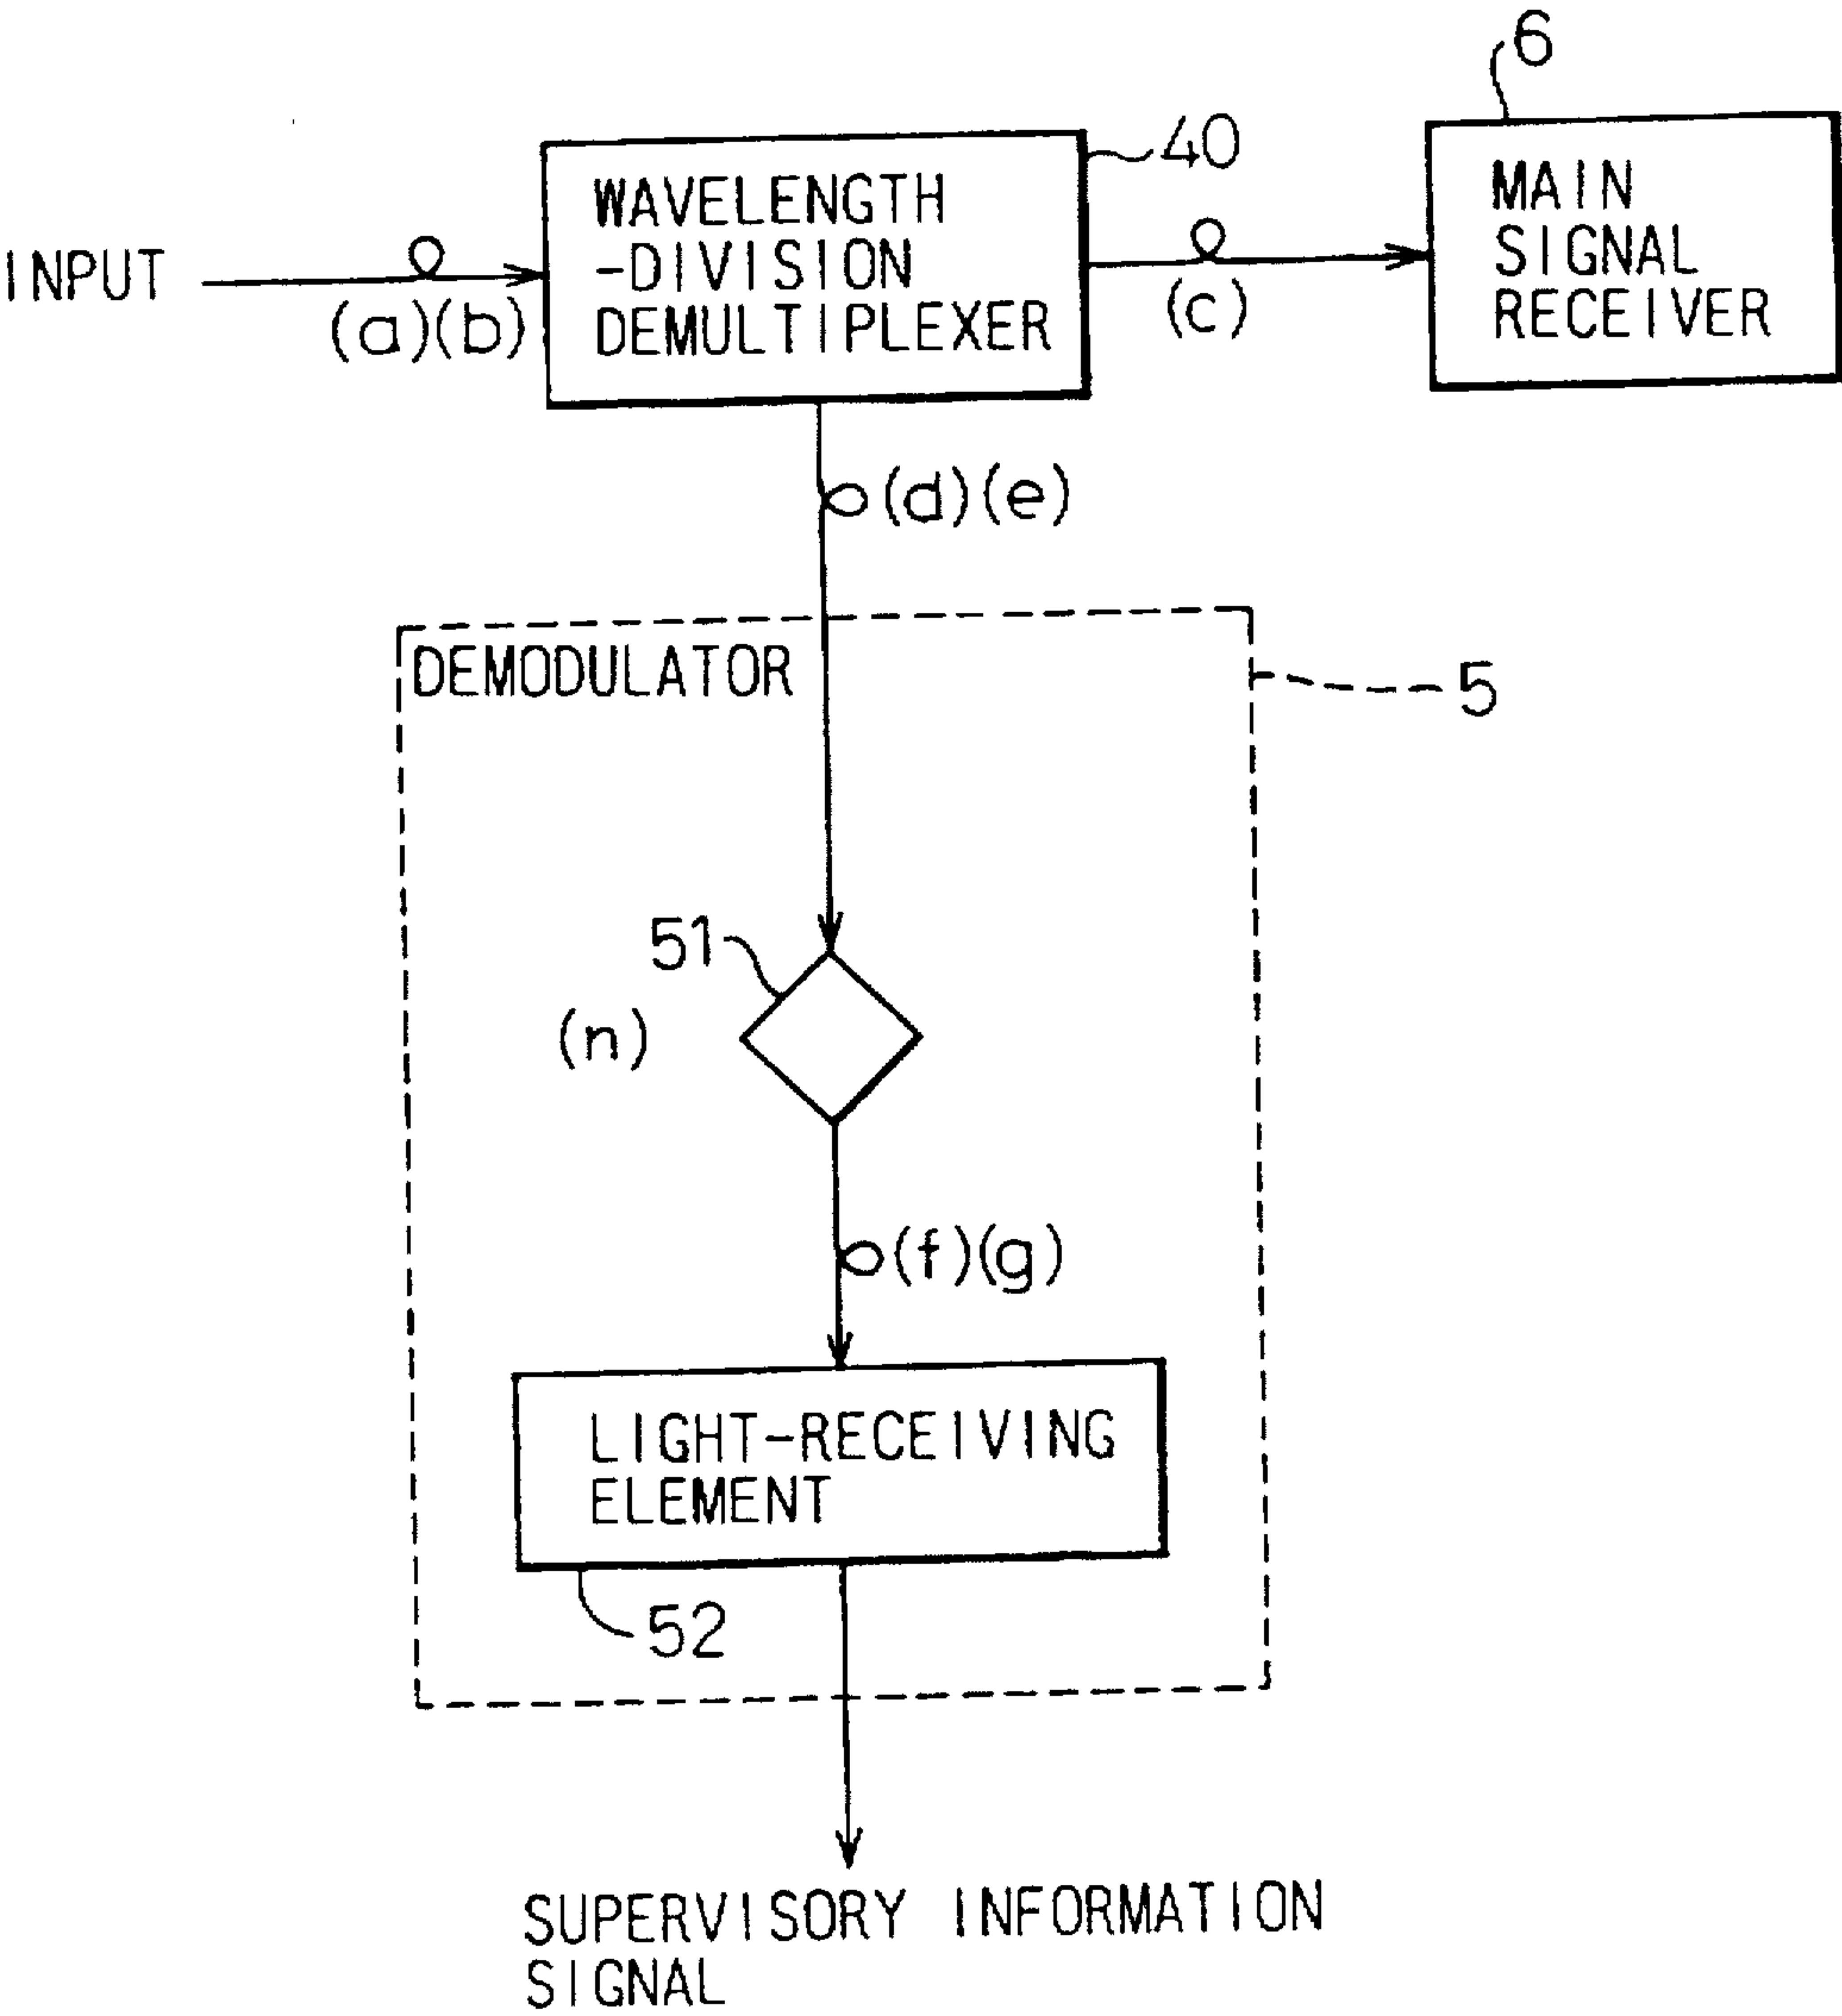 6
40
WAVELENGTH
-DIVISION
DEMULTIPLEXER
MAIN
SIGNAL
RECEIVER
INPUT
(a)(b)
(c)
(d)(e)
DEMODULATOR
5
51
(n)
(f)(g)
LIGHT-RECEIVING
ELEMENT
52
SUPERVISORY INFORMATION
SIGNAL